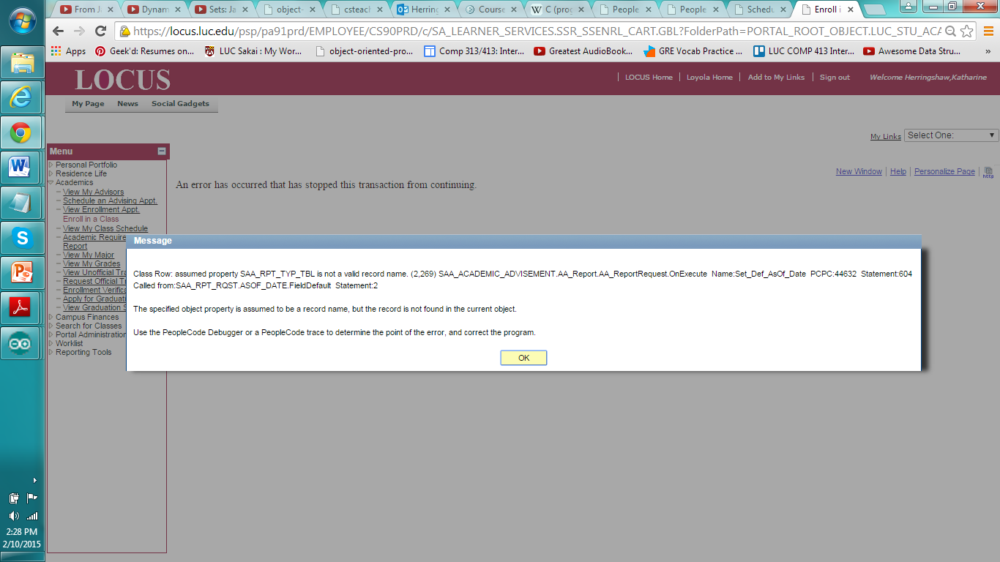 From J
Dynam
Sets: Ja
object-
csteach
Herring
Course
C (prog
People
People
Schedu
Enroll i
https://locus.luc.edu/psp/pa91prd/EMPLOYEE/CS90PRD/c/SA_LEARNER_SERVICES.SSR_SSENRL_CART.GBL?FolderPath=PORTAL_ROOT_OBJECT.LUC_STU_ACA
Apps Geek'd: Resumes on... LUC Sakai : My Wor... object-oriented-pro... Comp 313/413: Inter... Greatest AudioBook... GRE Vocab Practice ... LUC COMP 413 Inter... Awesome Data Stru... »
LOCUS
LOCUS Home | Loyola Home | Add to My Links | Sign out Welcome Herringshaw,Katharine
My Page News Social Gadgets
My Links Select One:
Menu
New Window | Help | Personalize Page | http
Personal Portfolio
Residence Life
Academics
View My Advisors
Schedule an Advising Appt.
View Enrollment Appt.
Enroll in a Class
View My Class Schedule
Academic Require
Report
View My Major
View My Grades
View Unofficial Tra
Request Official Tr
Enrollment Verifica
Apply for Graduati
View Graduation S
Campus Finances
Search for Classes
Portal Administration
Worklist
Reporting Tools
An error has occurred that has stopped this transaction from continuing.
Message
Class Row: assumed property SAA_RPT_TYP_TBL is not a valid record name. (2,269) SAA_ACADEMIC_ADVISEMENT.AA_Report.AA_ReportRequest.OnExecute Name:Set_Def_AsOf_Date PCPC:44632 Statement:604
Called from:SAA_RPT_RQST.ASOF_DATE.FieldDefault Statement:2
The specified object property is assumed to be a record name, but the record is not found in the current object.
Use the PeopleCode Debugger or a PeopleCode trace to determine the point of the error, and correct the program.
OK
2:28 PM
2/10/2015